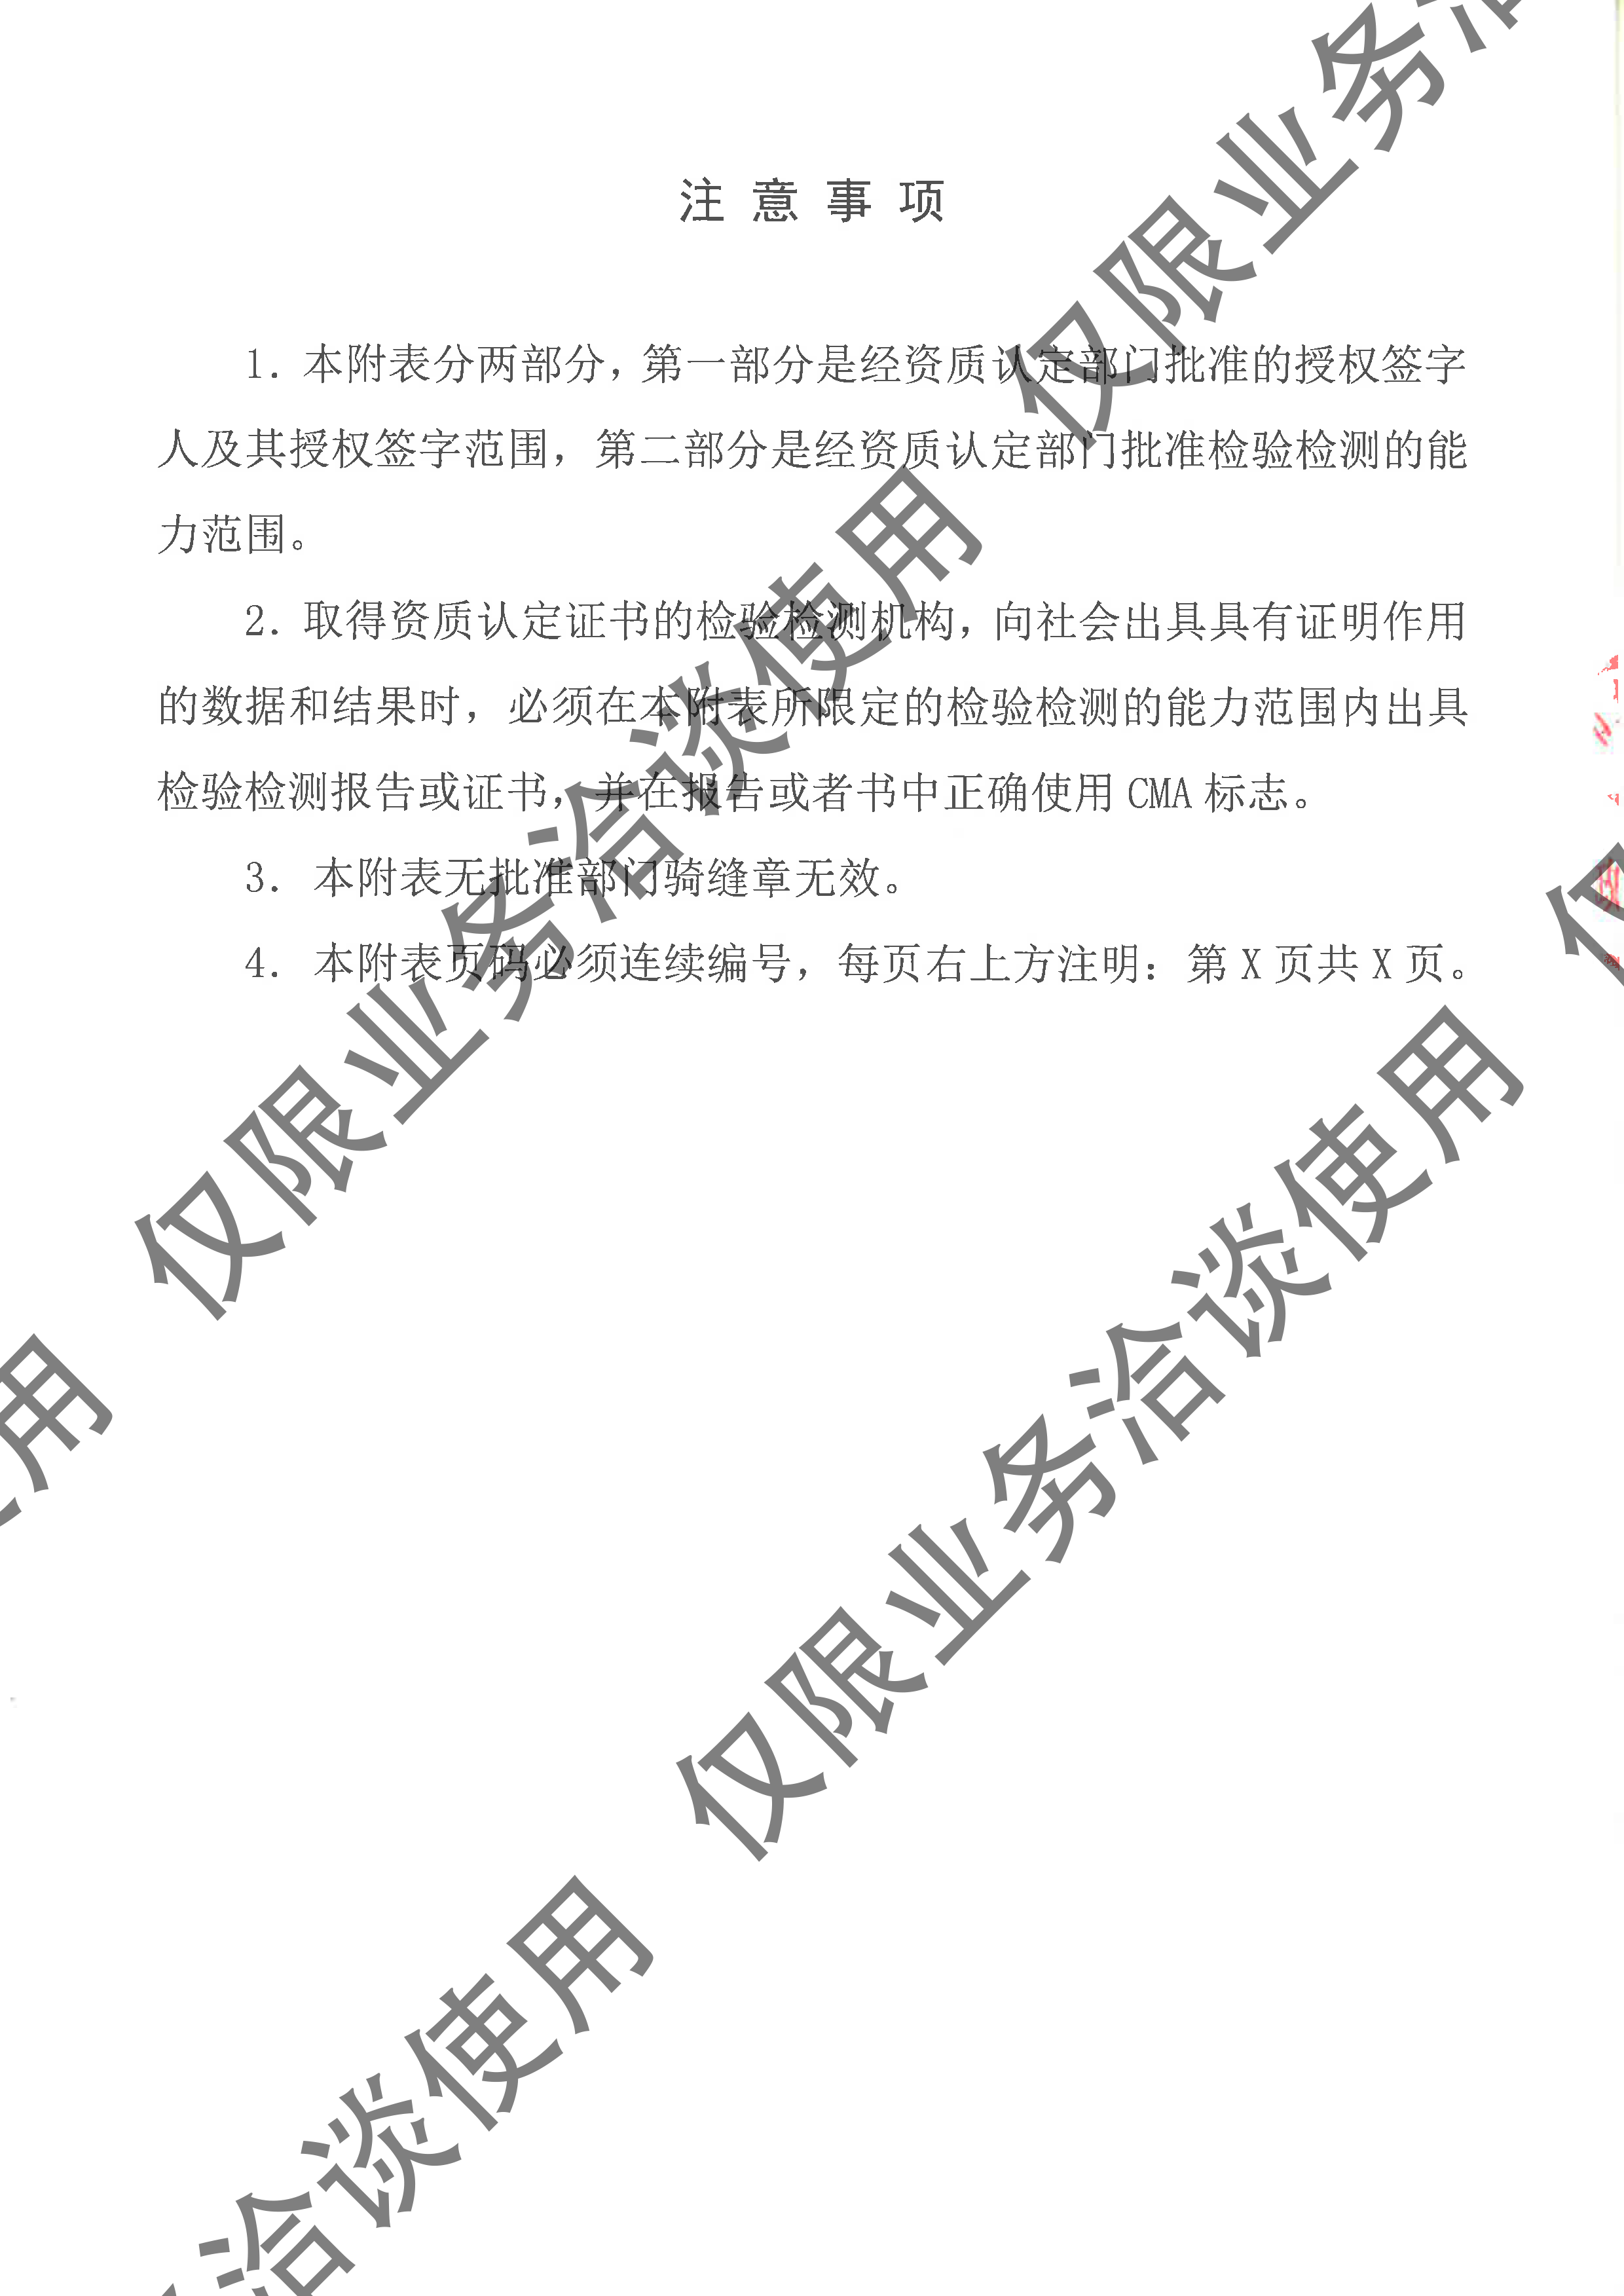 注意事项
1. 本附表分两部分，第一部分是经资质认定部门批准的授权签字
人及其授权签字范围，第二部分是经资质认定部门批准检验检测的能
力范围。
2. 取得资质认定证书的检验检测机构，向社会出具具有证明作用
的数据和结果时，必须在本附表所限定的检验检测的能力范围内出具
检验检测报告或证书，并在报告或者书中正确使用 CMA 标志。
3. 本附表无批准部门骑缝章无效。
4. 本附表页码必须连续编号，每页右上方注明：第 X 页共 X 页。
仅限业务洽
仅限业务洽谈使用
使用
仅限业务洽谈使用
仅
洽谈使用